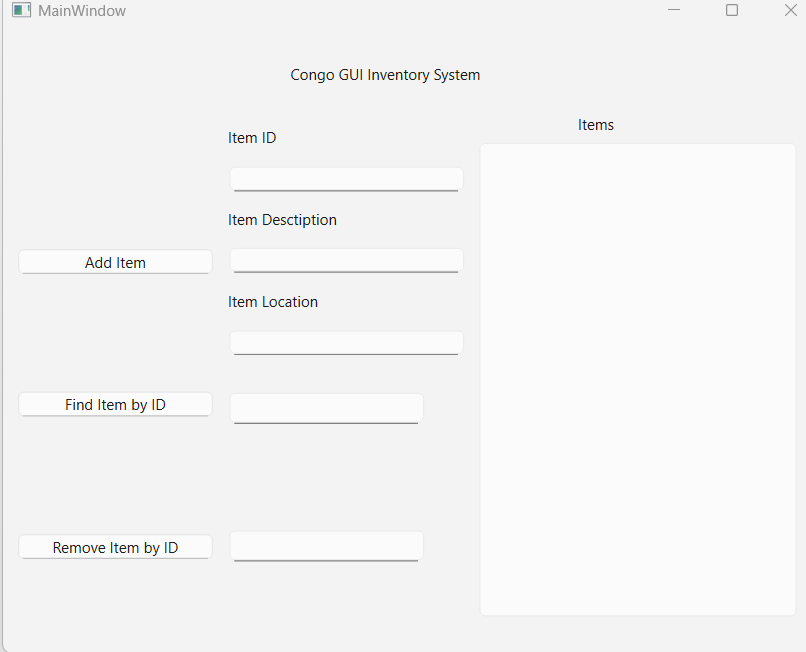 MainWindow
Congo GUI Inventory System
Items
Item ID
Item Desctiption
Add Item
Item Location
Find Item by ID
Remove Item by ID